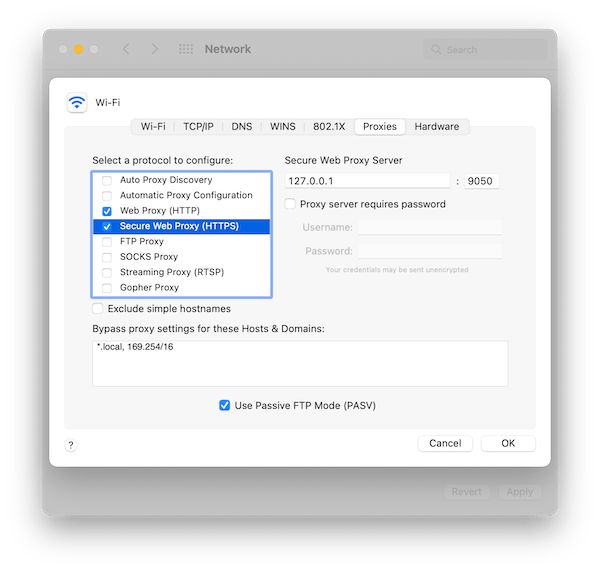 Network
Search
Wi-Fi
Wi-Fi TCP/IP DNS WINS 802.1X Proxies Hardware
Select a protocol to configure:
Auto Proxy Discovery
Automatic Proxy Configuration
Web Proxy (HTTP)
Secure Web Proxy (HTTPS)
FTP Proxy
SOCKS Proxy
Streaming Proxy (RTSP)
Gopher Proxy
Exclude simple hostnames
Secure Web Proxy Server
127.0.0.1 : 9050
Proxy server requires password
Username:
Password:
Your credentials may be sent unencrypted
Bypass proxy settings for these Hosts & Domains:
*.local, 169.254/16
Use Passive FTP Mode (PASV)
? Cancel OK
Revert Apply